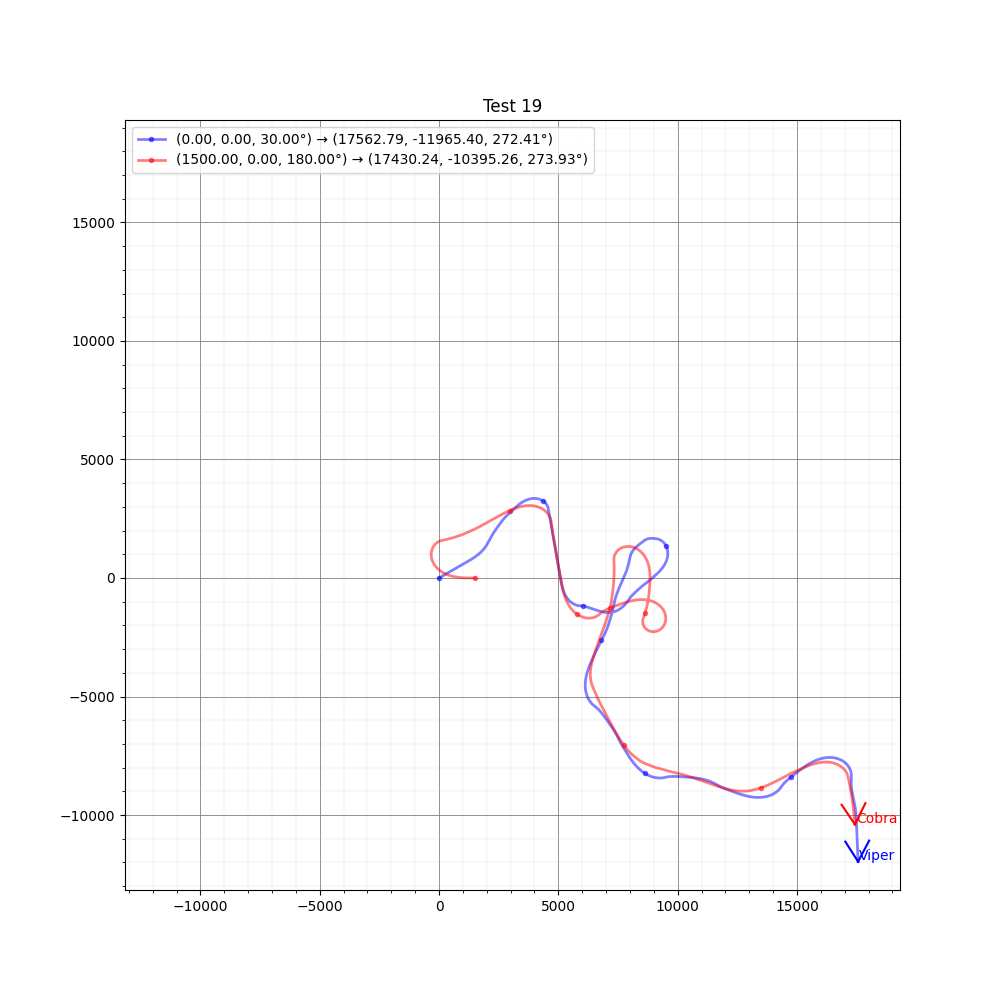 Test 19
(0.00, 0.00, 30.00°) → (17562.79, -11965.40, 272.41°)
(1500.00, 0.00, 180.00°) → (17430.24, -10395.26, 273.93°)
15000
10000
5000
0
−5000
−10000
Cobra
Viper
−10000 −5000 0 5000 10000 15000